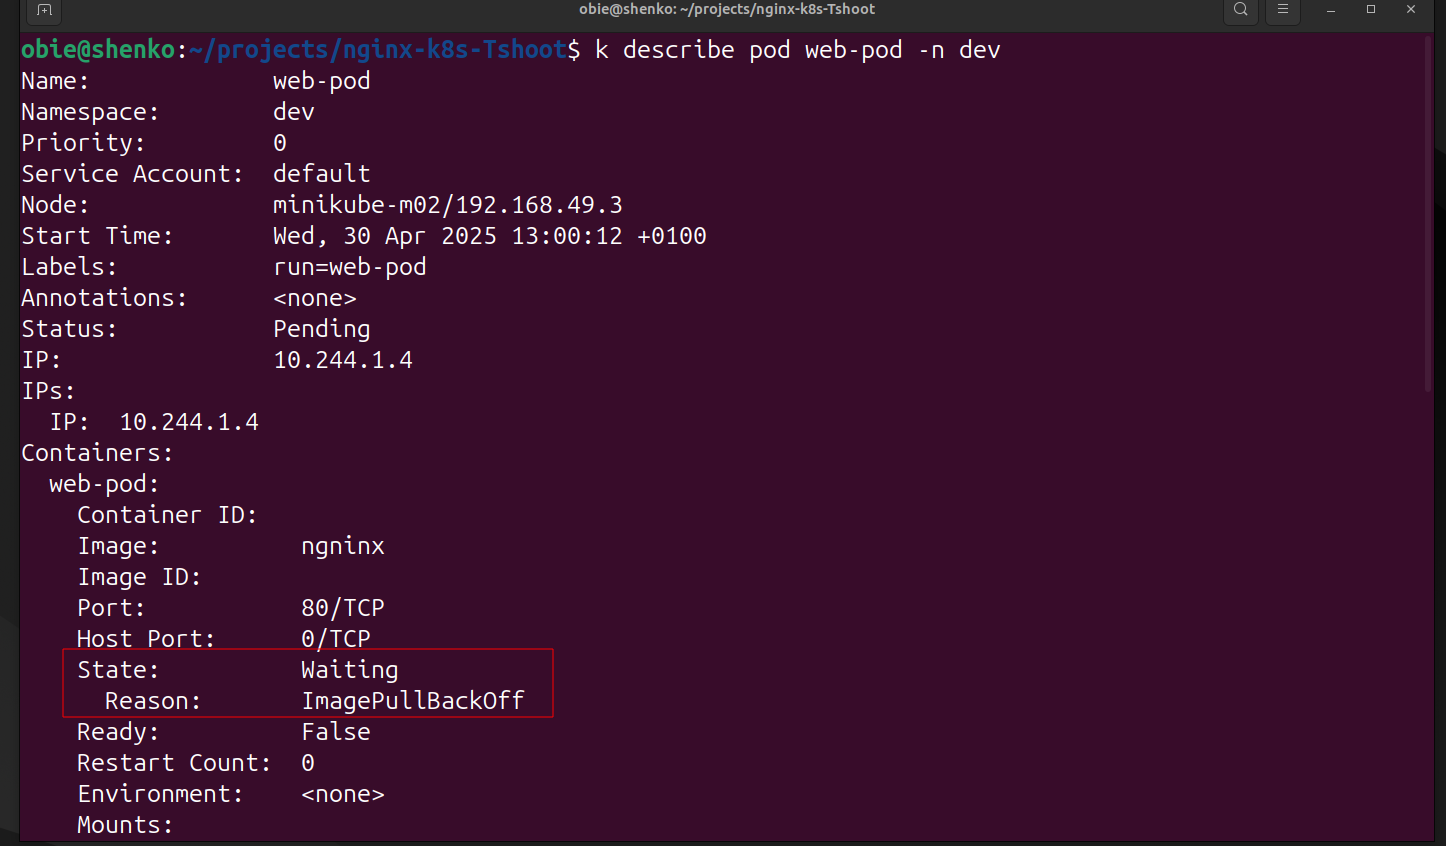 obie@shenko: ~/projects/nginx-k8s-Tshoot
obie@shenko:~/projects/nginx-k8s-Tshoot$ k describe pod web-pod -n dev
Name:             web-pod
Namespace:        dev
Priority:         0
Service Account:  default
Node:             minikube-m02/192.168.49.3
Start Time:       Wed, 30 Apr 2025 13:00:12 +0100
Labels:           run=web-pod
Annotations:      <none>
Status:           Pending
IP:               10.244.1.4
IPs:
  IP:  10.244.1.4
Containers:
  web-pod:
    Container ID:
    Image:          ngninx
    Image ID:
    Port:           80/TCP
    Host Port:      0/TCP
    State:          Waiting
      Reason:       ImagePullBackOff
    Ready:          False
    Restart Count:  0
    Environment:    <none>
    Mounts: